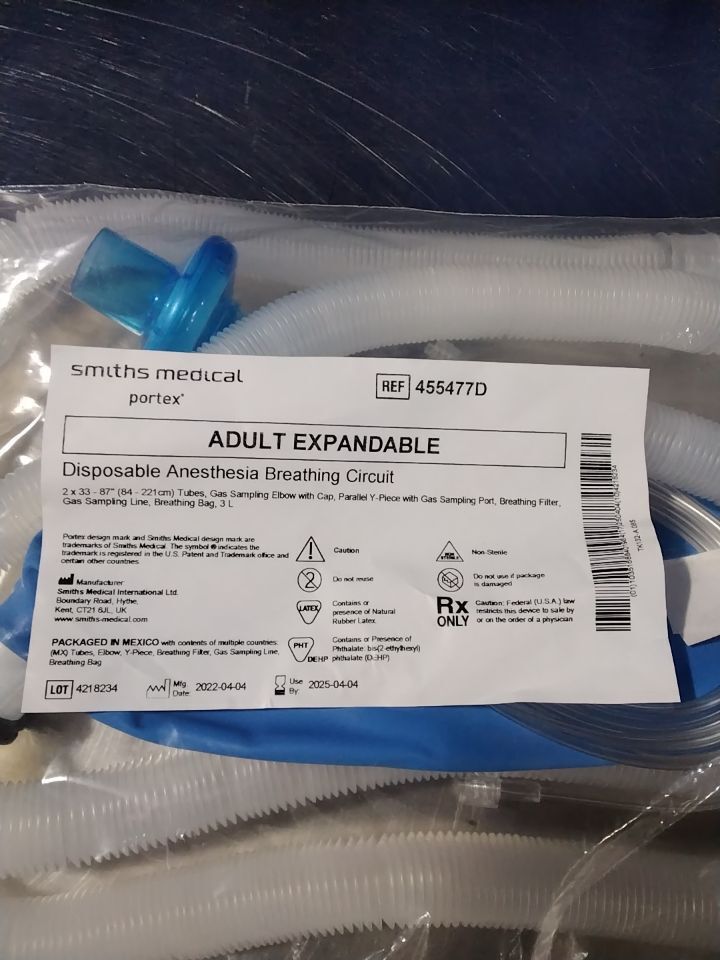 smiths medical
portex®
REF 455477D
ADULT EXPANDABLE
Disposable Anesthesia Breathing Circuit
2 x 33 - 87" (84 - 221cm) Tubes, Gas Sampling Elbow with Cap, Parallel Y-Piece with Gas Sampling Port, Breathing Filter,
Gas Sampling Line, Breathing Bag, 3 L
Portex design mark and Smiths Medical design mark are
trademarks of Smiths Medical. The symbol ® indicates the
trademark is registered in the U.S. Patent and Trademark office and
certain other countries.
Caution
NON STERILE
Non-Sterile
2
Do not reuse
Do not use if package
is damaged
Manufacturer
Smiths Medical International Ltd.
Boundary Road, Hythe,
Kent, CT21 6JL, UK
www.smiths-medical.com
LATEX
Contains or
presence of Natural
Rubber Latex.
Rx
ONLY
Caution: Federal (U.S.A.) law
restricts this device to sale by
or on the order of a physician
PACKAGED IN MEXICO with contents of multiple countries:
(MX) Tubes, Elbow, Y-Piece, Breathing Filter, Gas Sampling Line,
Breathing Bag
PHT
DEHP
Contains or Presence of
Phthalate: bis(2-ethylhexyl)
phthalate (DEHP)
LOT 4218234
Mfg.
Date: 2022-04-04
Use
By: 2025-04-04